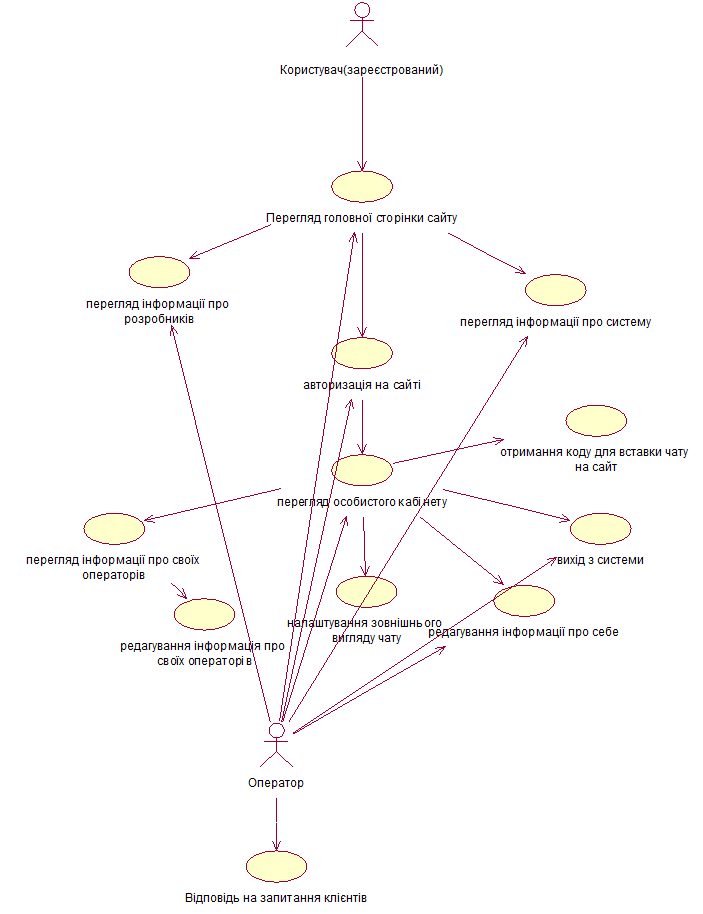 Користувач(зареєстрований)
Перегляд головної сторінки сайту
перегляд інформації про
розробників
перегляд інформації про систему
авторизація на сайті
отримання коду для вставки чату
на сайт
перегляд особистого кабінету
перегляд інформації про своїх
операторів
вихід з системи
налаштування зовнішнього
вигляду чату
редагування інформації про себе
редагування інформація про
своїх операторів
Оператор
Відповідь на запитання клієнтів